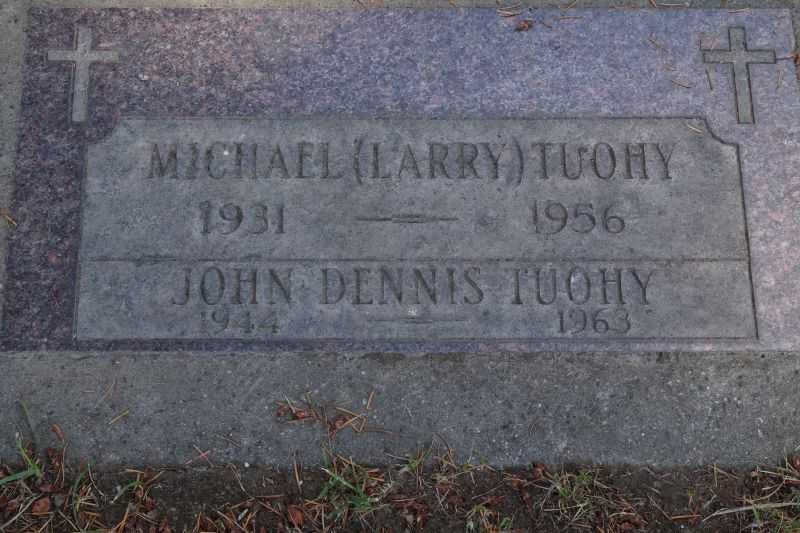 MICHAEL (LARRY) TUOHY
1931 — 1956
JOHN DENNIS TUOHY
1944 — 1963